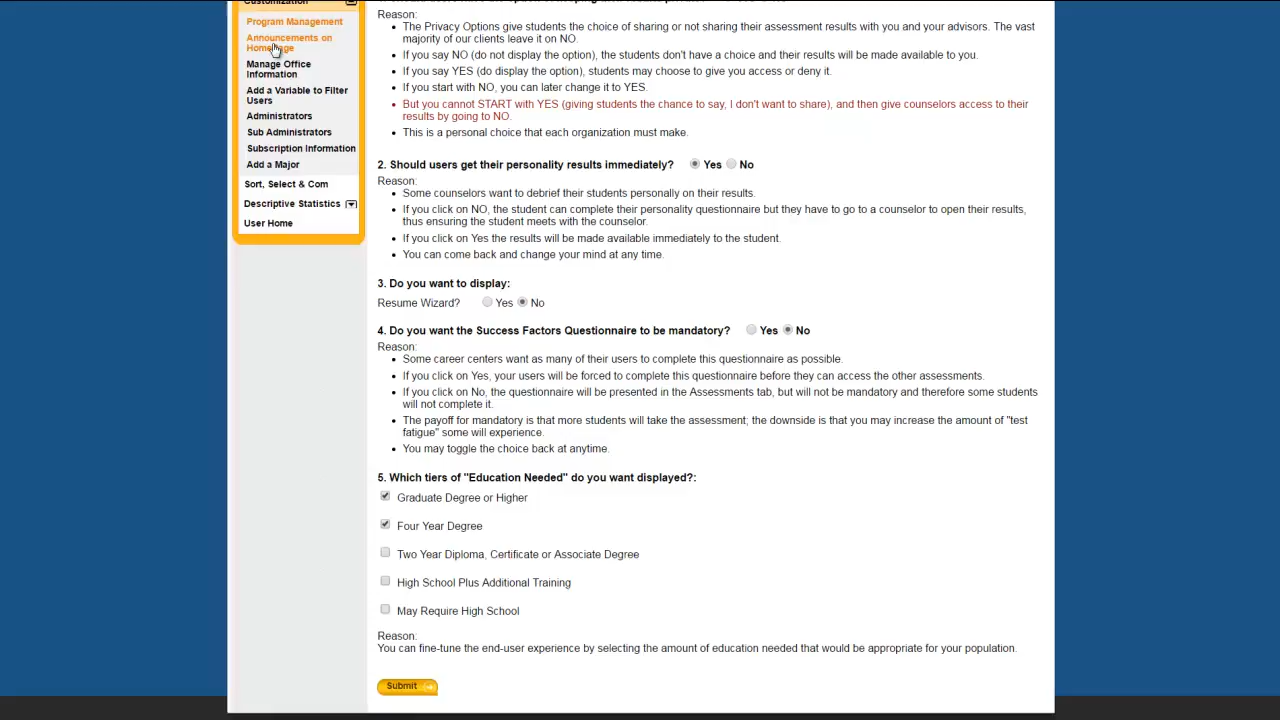 Customization
Program Management
Announcements on
Homepage
Manage Office
Information
Add a Variable to Filter
Users
Administrators
Sub Administrators
Subscription Information
Add a Major
Sort, Select & Com
Descriptive Statistics
User Home
Reason:
The Privacy Options give students the choice of sharing or not sharing their assessment results with you and your advisors. The vast
majority of our clients leave it on NO.
If you say NO (do not display the option), the students don't have a choice and their results will be made available to you.
If you say YES (do display the option), students may choose to give you access or deny it.
If you start with NO, you can later change it to YES.
But you cannot START with YES (giving students the chance to say, I don't want to share), and then give counselors access to their
results by going to NO.
This is a personal choice that each organization must make.
2. Should users get their personality results immediately? Yes No
Reason:
Some counselors want to debrief their students personally on their results.
If you click on NO, the student can complete their personality questionnaire but they have to go to a counselor to open their results,
thus ensuring the student meets with the counselor.
If you click on Yes the results will be made available immediately to the student.
You can come back and change your mind at any time.
3. Do you want to display:
Resume Wizard? Yes No
4. Do you want the Success Factors Questionnaire to be mandatory? Yes No
Reason:
Some career centers want as many of their users to complete this questionnaire as possible.
If you click on Yes, your users will be forced to complete this questionnaire before they can access the other assessments.
If you click on No, the questionnaire will be presented in the Assessments tab, but will not be mandatory and therefore some students
will not complete it.
The payoff for mandatory is that more students will take the assessment; the downside is that you may increase the amount of "test
fatigue" some will experience.
You may toggle the choice back at anytime.
5. Which tiers of "Education Needed" do you want displayed?:
Graduate Degree or Higher
Four Year Degree
Two Year Diploma, Certificate or Associate Degree
High School Plus Additional Training
May Require High School
Reason:
You can fine-tune the end-user experience by selecting the amount of education needed that would be appropriate for your population.
Submit